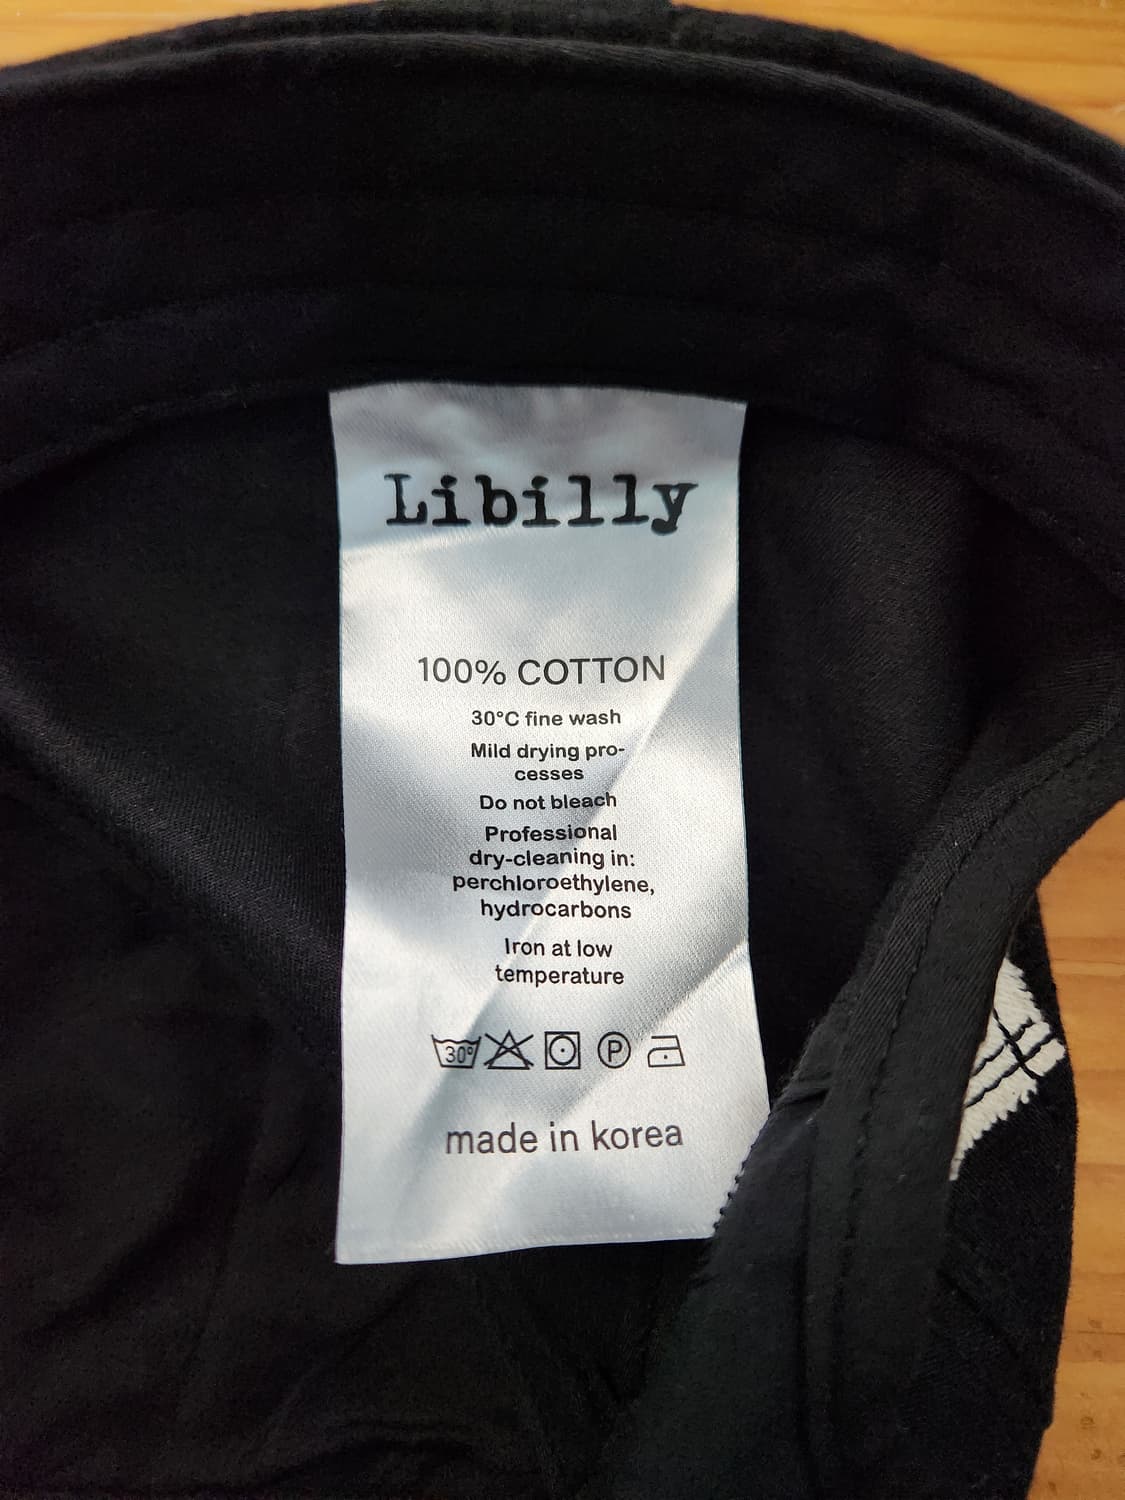 Libilly
100% COTTON
30°C fine wash
Mild drying pro-
cesses
Do not bleach
Professional
dry-cleaning in:
perchloroethylene,
hydrocarbons
Iron at low
temperature
30° P
made in korea